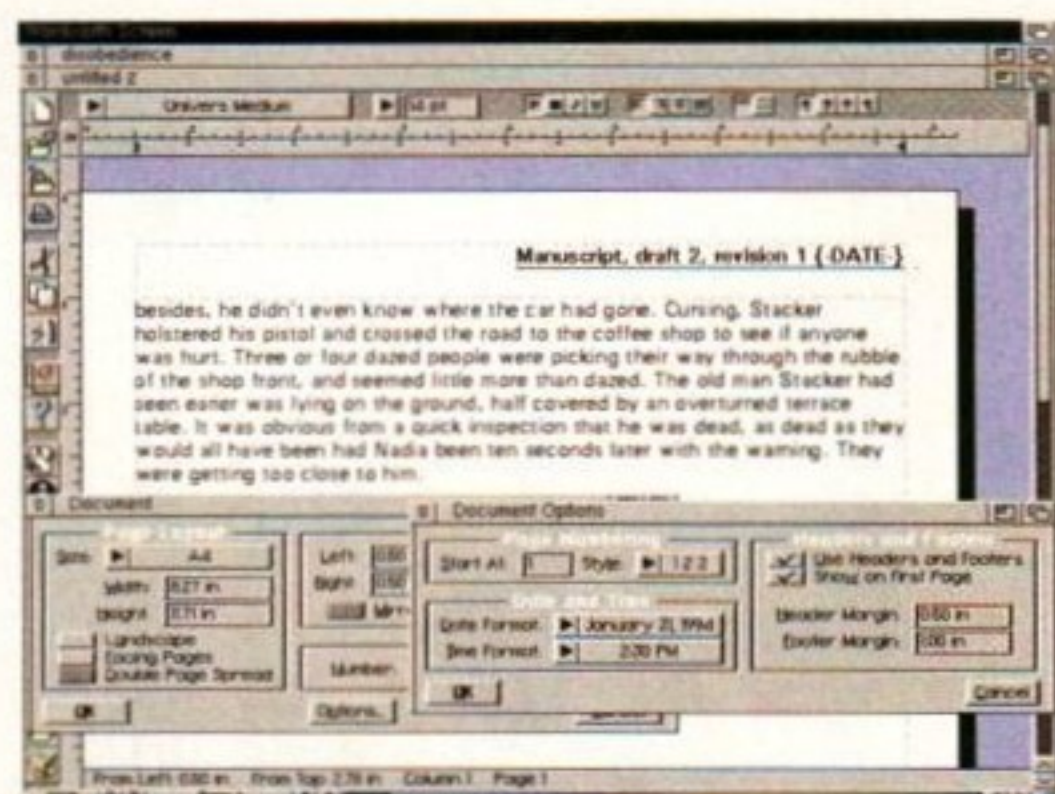 disobedience
untitled 2
Univers Medium
14 pt
Manuscript, draft 2, revision 1 {-DATE-}
besides, he didn't even know where the car had gone. Cursing, Stacker
holstered his pistol and crossed the road to the coffee shop to see if anyone
was hurt. Three or four dazed people were picking their way through the rubble
of the shop front, and seemed little more than dazed. The old man Stacker had
seen earier was lying on the ground, half covered by an overturned terrace
table. It was obvious from a quick inspection that he was dead, as dead as they
would all have been had Nadia been ten seconds later with the warning. They
were getting too close to him.
Document
Page Layout
Size: A4
Width: 8.27 in
Height: 11.71 in
Landscape
Facing Pages
Double Page Spread
Left: 0.50
Right: 0.50
Number:
OK
Options...
Document Options
Page Numbering
Start At: 1 Style: 1 2 3
Date and Time
Date Format: January 21, 1994
Time Format: 2:30 PM
Headers and Footers
Use Headers and Footers
Show on First Page
Header Margin: 0.60 in
Footer Margin: 1.00 in
OK
Cancel
From Left: 0.80 in From Top: 2.78 in Column 1 Page 1